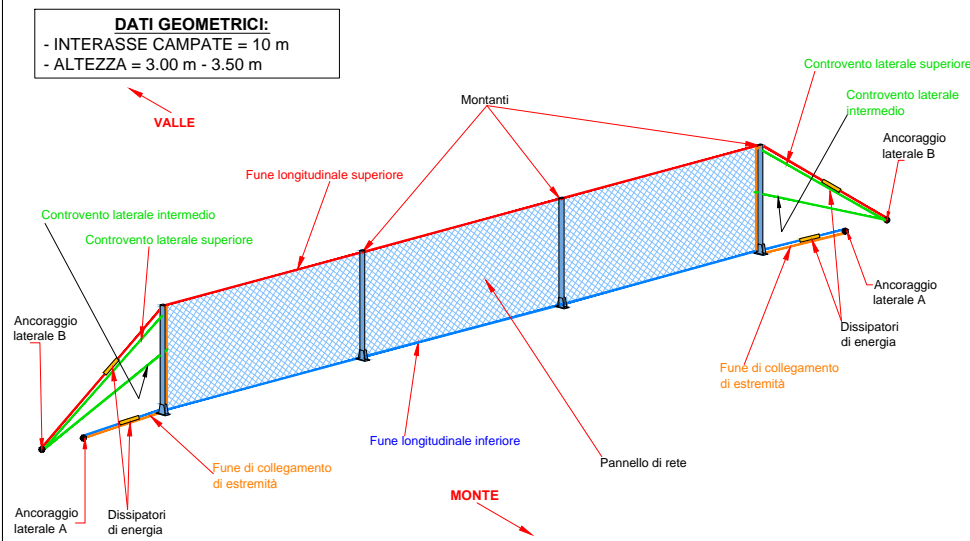 DATI GEOMETRICI:
- INTERASSE CAMPATE = 10 m
- ALTEZZA = 3.00 m - 3.50 m
VALLE
Montanti
Controvento laterale superiore
Controvento laterale
intermedio
Ancoraggio
laterale B
Fune longitudinale superiore
Controvento laterale intermedio
Controvento laterale superiore
Ancoraggio
laterale A
Ancoraggio
laterale B
Dissipatori
di energia
Fune di collegamento
di estremità
Fune longitudinale inferiore
Pannello di rete
Fune di collegamento
di estremità
MONTE
Ancoraggio
laterale A
Dissipatori
di energia